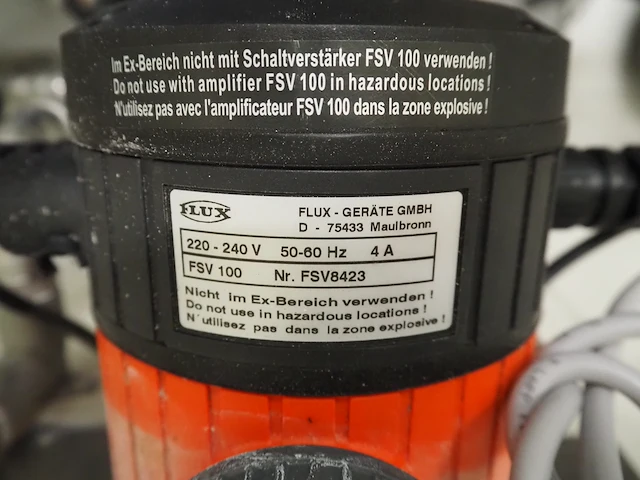 Im Ex-Bereich nicht mit Schaltverstärker FSV 100 verwenden !
Do not use with amplifier FSV 100 in hazardous locations !
N'utilisez pas avec l'amplificateur FSV 100 dans la zone explosive !
FLUX
FLUX - GERÄTE GMBH
D - 75433 Maulbronn
220 - 240 V 50-60 Hz 4 A
FSV 100 Nr. FSV8423
Nicht im Ex-Bereich verwenden !
Do not use in hazardous locations !
N´utilisez pas dans la zone explosive !